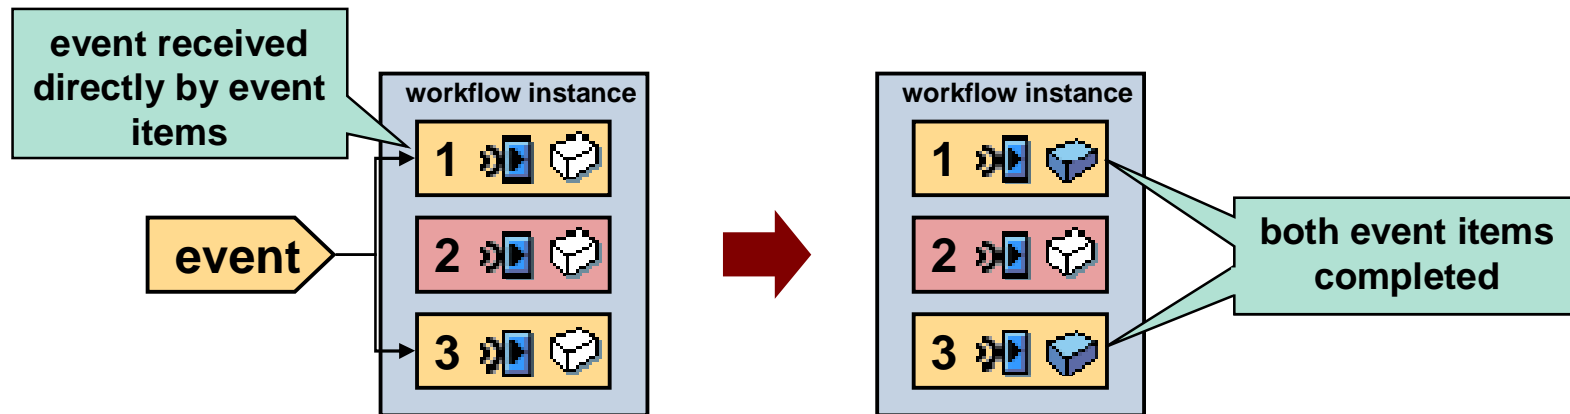 event received
directly by event
items
workflow instance
1
2
3
event
workflow instance
1
2
3
both event items
completed